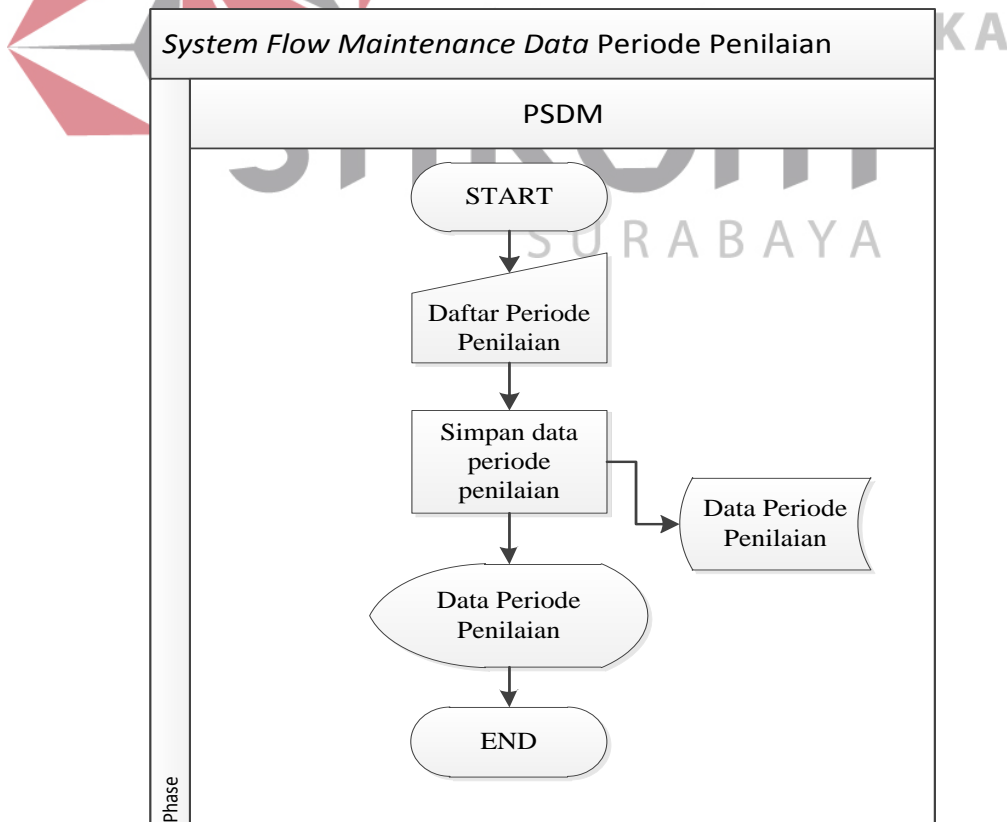 System Flow Maintenance Data Periode Penilaian
KA
PSDM
SURABAYA
START
Daftar Periode
Penilaian
Simpan data
periode
penilaian
Data Periode
Penilaian
Data Periode
Penilaian
END
Phase